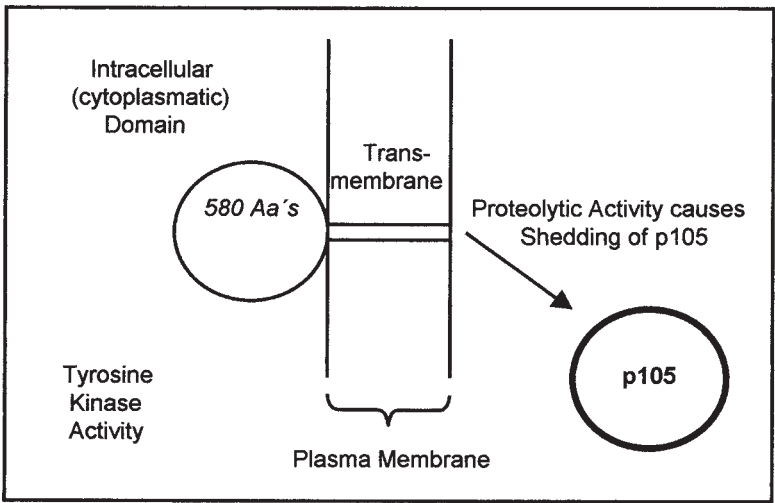 Intracellular
(cytoplasmatic)
Domain
580 Aa´s
Trans-
membrane
Proteolytic Activity causes
Shedding of p105
p105
Tyrosine
Kinase
Activity
Plasma Membrane